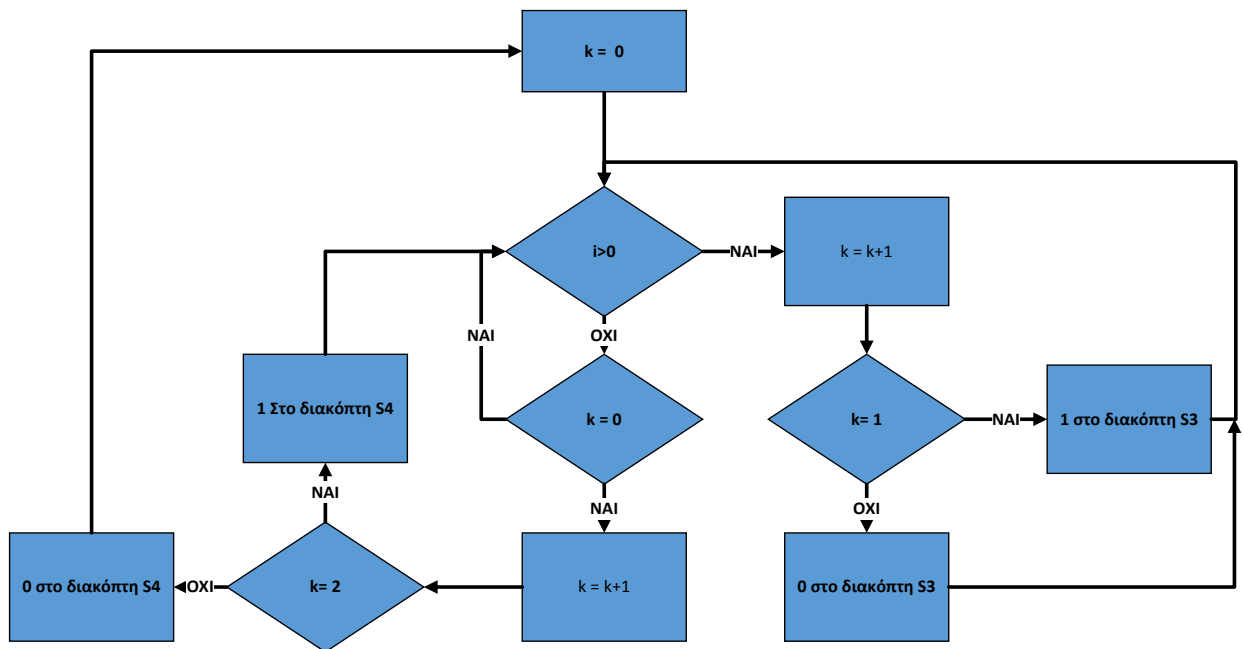 k = 0
i>0
ΝΑΙ
k = k+1
ΝΑΙ
ΟΧΙ
1 Στο διακόπτη S4
k = 0
k= 1
ΝΑΙ
1 στο διακόπτη S3
ΝΑΙ
ΝΑΙ
ΟΧΙ
0 στο διακόπτη S4
ΟΧΙ
k= 2
k = k+1
0 στο διακόπτη S3